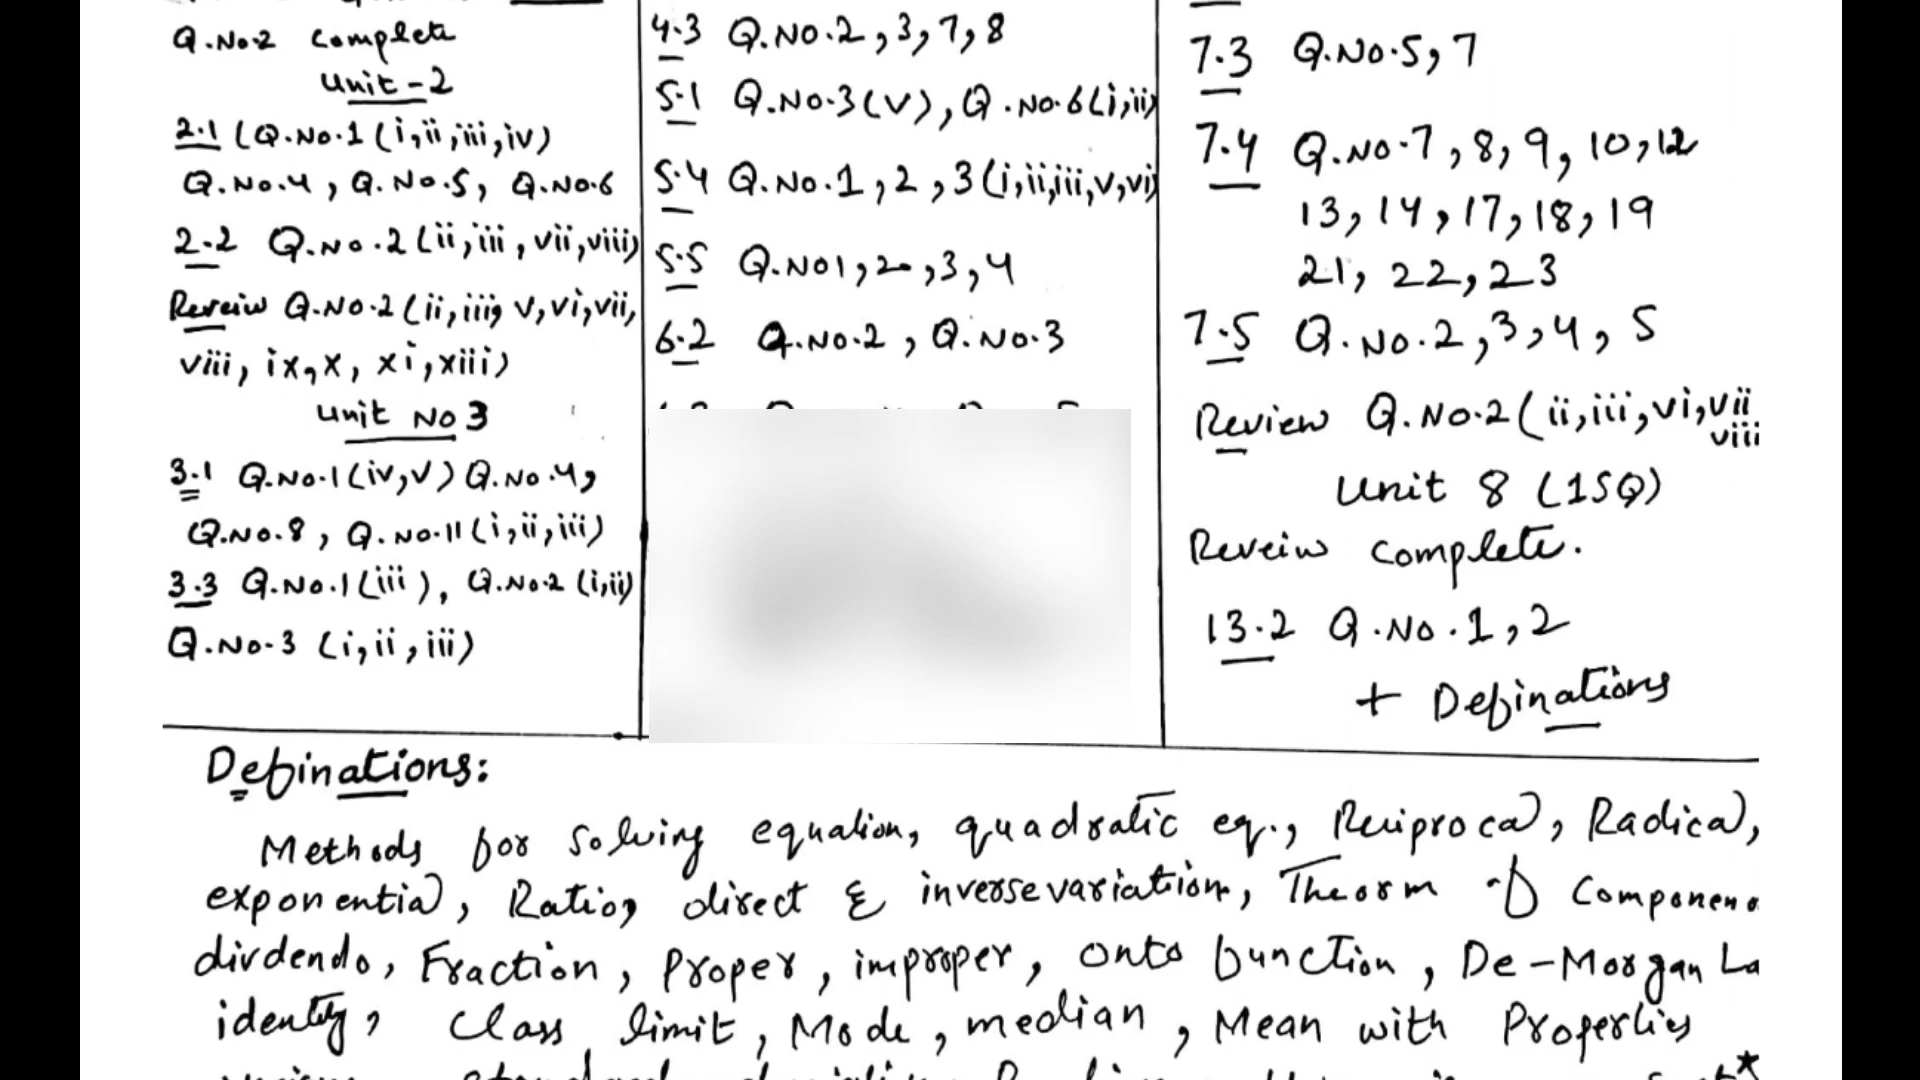 Q.No.2 complete
Unit-2
2.1 (Q.No.1 (i,ii,iii,iv)
Q.No.4, Q.No.5, Q.No.6
2.2 Q.No.2(ii,iii,vii,viii)
Reveiw Q.No.2(ii,iii, v,vi,vii,
viii, ix,x, xi,xiii)
Unit No 3
3.1 Q.No.1(iv,v) Q.No.4,
Q.No.8, Q.No.11(i,ii,iii)
3.3 Q.No.1(iii), Q.No.2 (i,ii)
Q.No.3 (i,ii,iii)
4.3 Q.No.2,3,7,8
5.1 Q.No.3(v), Q.No.6(i,ii)
5.4 Q.No.1,2,3(i,ii,iii,v,vi)
5.5 Q.No1,2,3,4
6.2 Q.No.2, Q.No.3
7.3 Q.No.5,7
7.4 Q.No.7,8,9,10,12
13,14,17,18,19
21,22,23
7.5 Q.No.2,3,4,5
Review Q.No.2(ii,iii,vi,vii
viii
Unit 8 (1SQ)
Reveiw complete.
13.2 Q.No.1,2
+ Definations
Definations:
Methods for solving equation, quadratic eq., Reciprocal, Radical,
exponential, Ratio, direct & inverse variation, Theorm of Componeno
dividendo, Fraction, Proper, improper, onto function, De-Morgan La
identity, Class limit, Mode, median, Mean with Properties